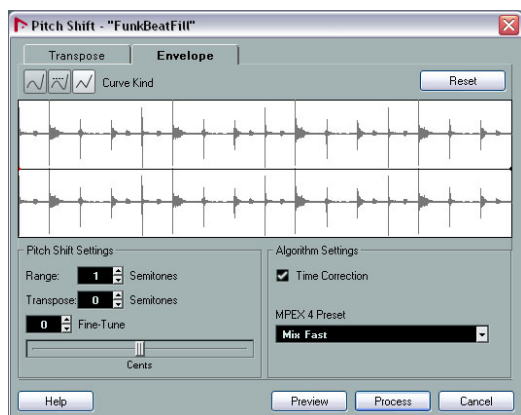 Pitch Shift - "FunkBeatFill"
Transpose Envelope
Curve Kind Reset
Pitch Shift Settings
Range: 1 Semitones
Transpose: 0 Semitones
0 Fine-Tune
Cents
Algorithm Settings
Time Correction
MPEX 4 Preset
Mix Fast
Help Preview Process Cancel